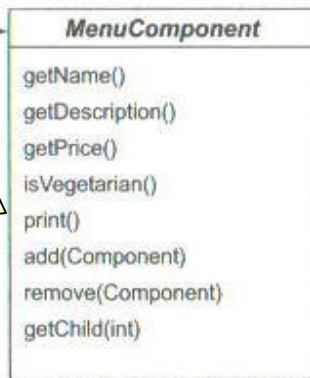 MenuComponent
getName()
getDescription()
getPrice()
isVegetarian()
print()
add(Component)
remove(Component)
getChild(int)